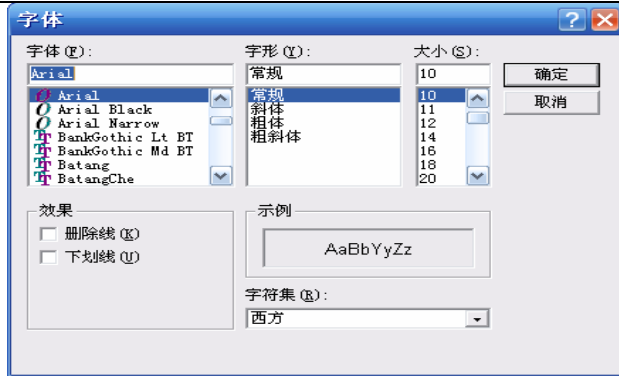 字体
字体(F): 字形(Y): 大小(S):
Arial 常规 10 确定
Arial 常规 10 取消
Arial Black 斜体 11
Arial Narrow 粗体 12
BankGothic Lt BT 粗斜体 14
BankGothic Md BT 16
Batang 18
BatangChe 20
效果 示例
删除线(K) AaBbYyZz
下划线(U)
字符集(R):
西方